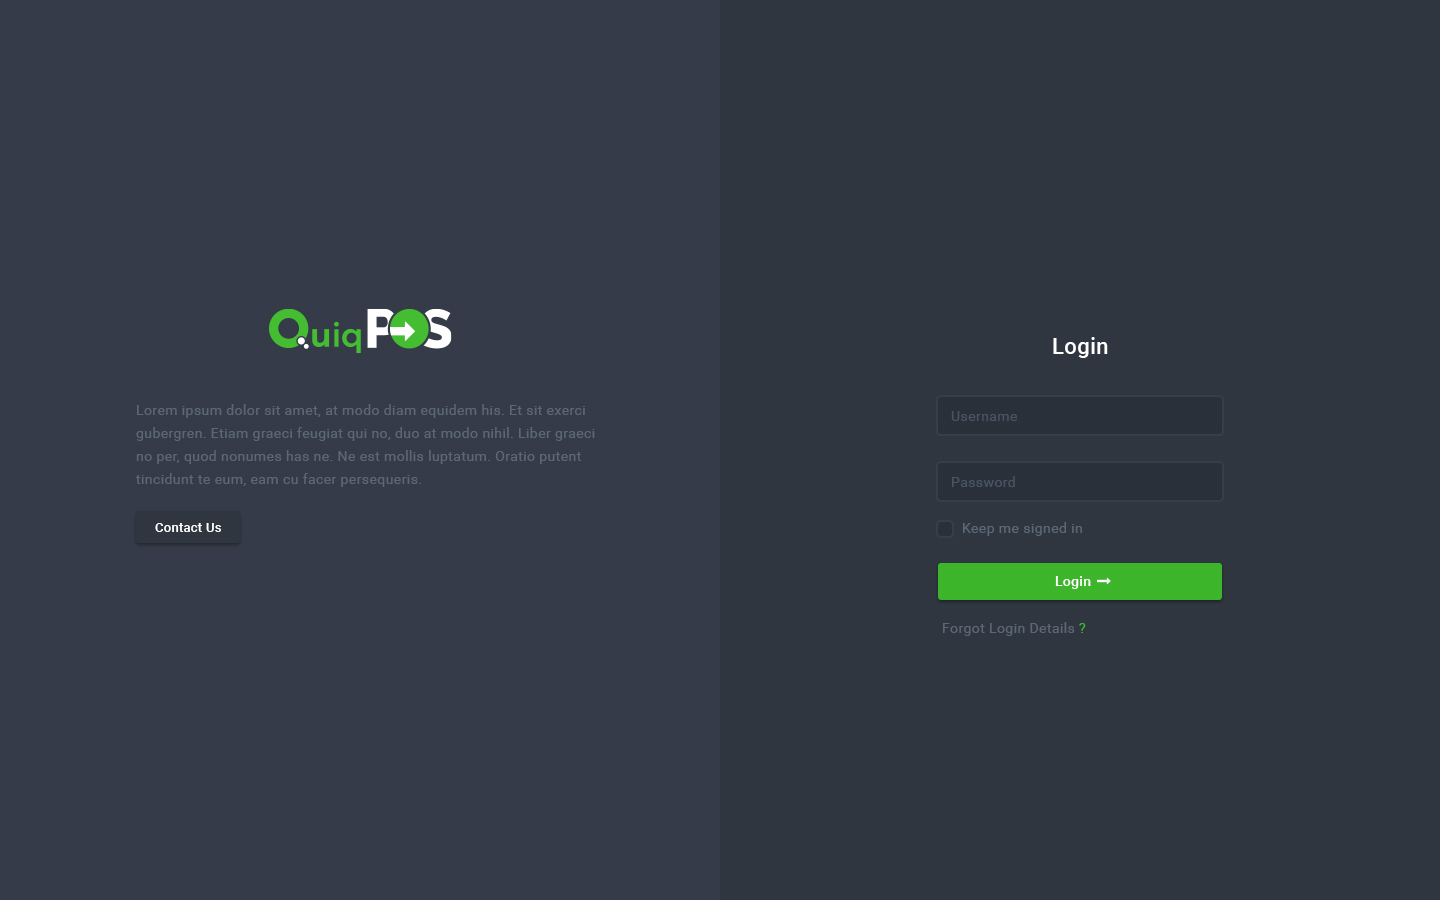 QuiqPOS
Lorem ipsum dolor sit amet, at modo diam equidem his. Et sit exerci
gubergren. Etiam graeci feugiat qui no, duo at modo nihil. Liber graeci
no per, quod nonumes has ne. Ne est mollis luptatum. Oratio putent
tincidunt te eum, eam cu facer persequeris.
Contact Us
Login
Username
Password
Keep me signed in
Login
Forgot Login Details ?